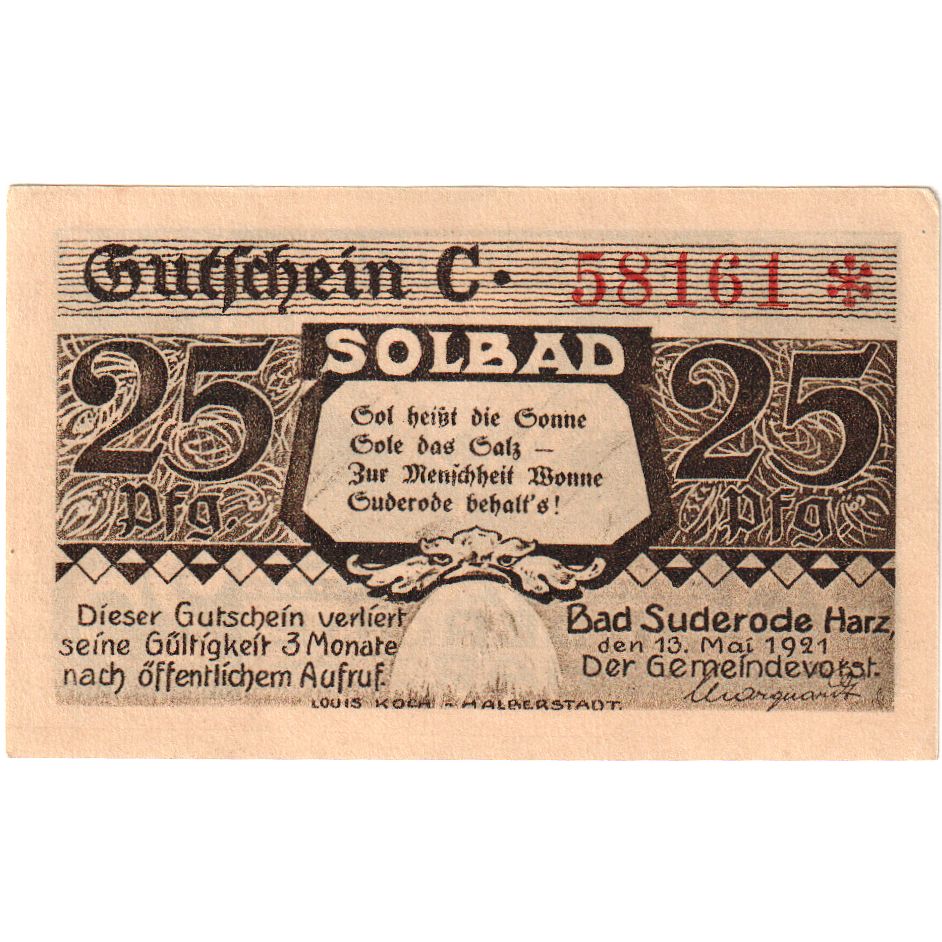 Gutschein C. 58161 *
25 Pfg.
SOLBAD
Sol heißt die Sonne
Sole das Salz —
Zur Menschheit Wonne
Suderode behalt's!
25 Pfg.
Dieser Gutschein verliert
seine Gültigkeit 3 Monate
nach öffentlichem Aufruf.
Bad Suderode Harz,
den 13. Mai 1921
Der Gemeindevorst.
Marquardt
LOUIS KOCH - HALBERSTADT.